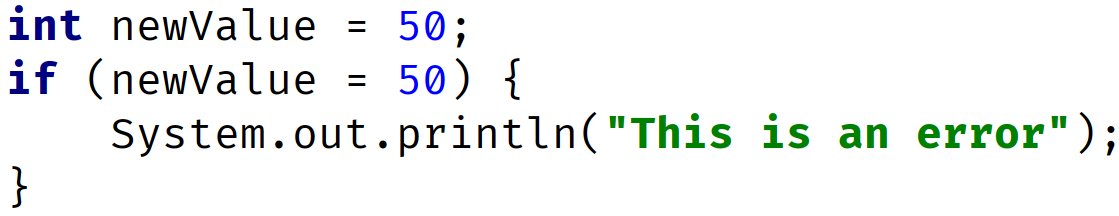 int newValue = 50;
if (newValue = 50) {
    System.out.println("This is an error");
}